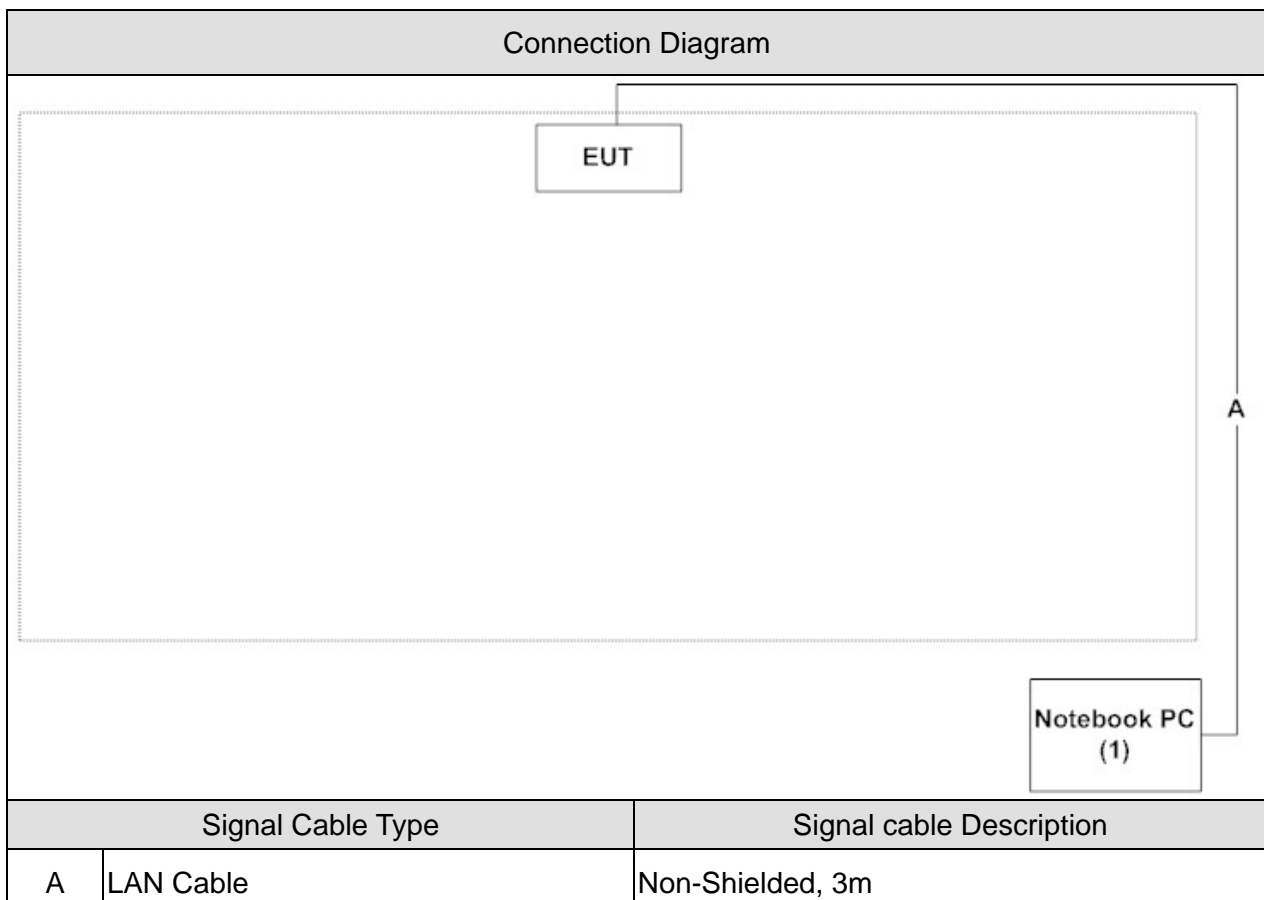 Connection Diagram
EUT
A
Notebook PC
(1)
Signal Cable Type Signal cable Description
A LAN Cable Non-Shielded, 3m